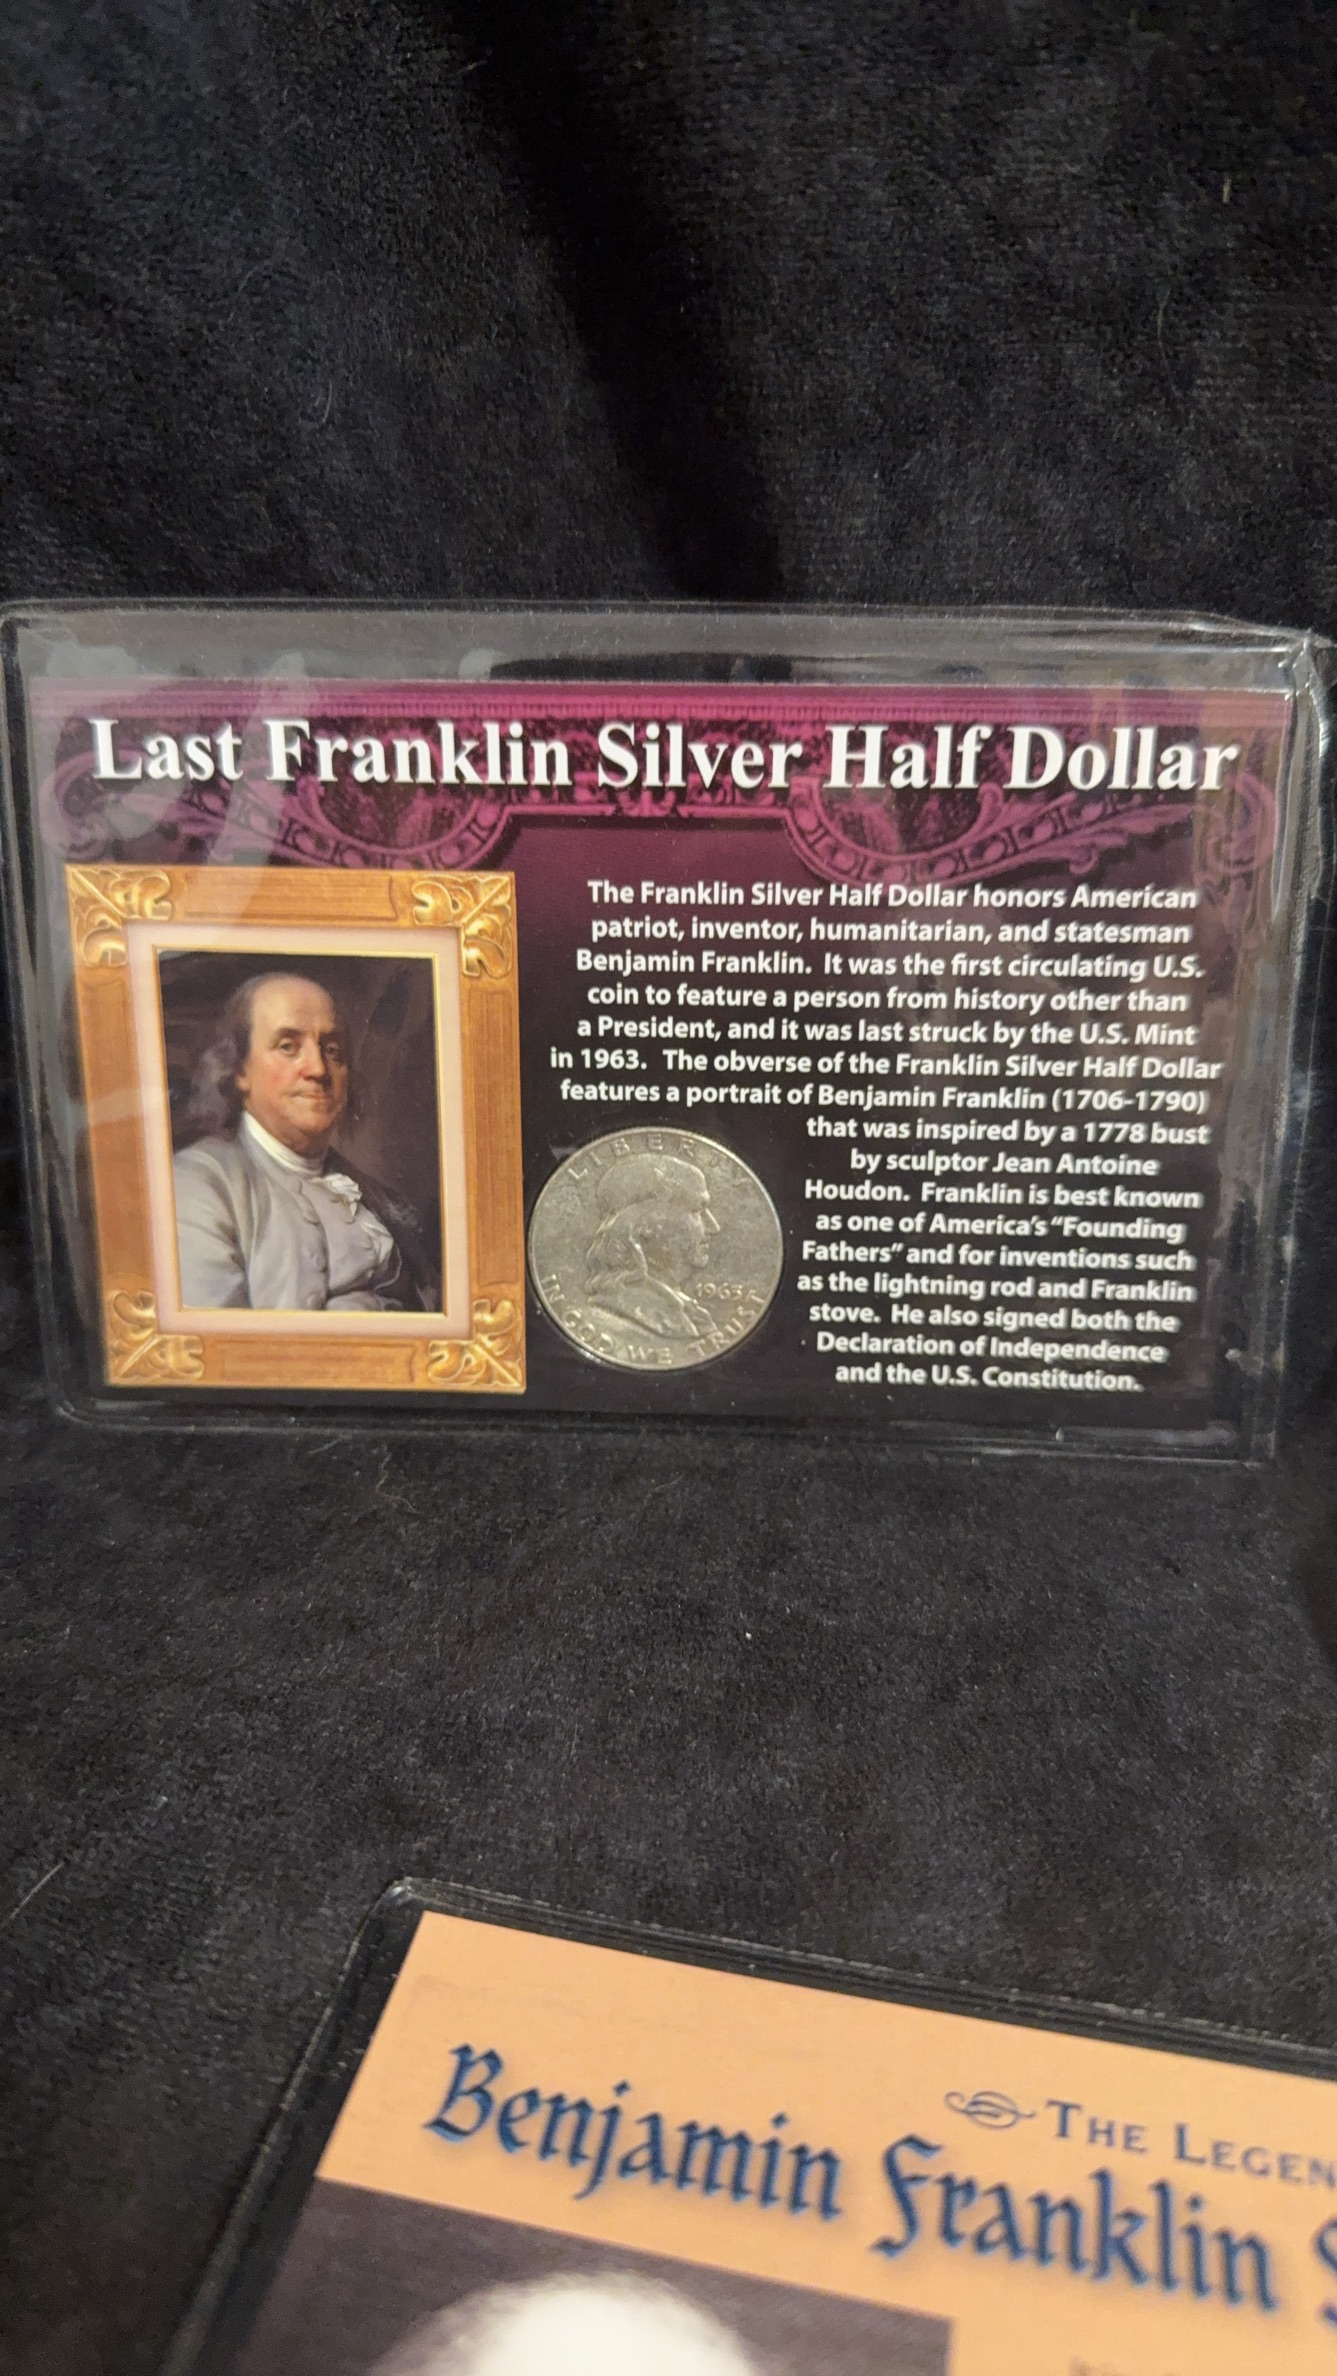 Last Franklin Silver Half Dollar
The Franklin Silver Half Dollar honors American
patriot, inventor, humanitarian, and statesman
Benjamin Franklin. It was the first circulating U.S.
coin to feature a person from history other than
a President, and it was last struck by the U.S. Mint
in 1963. The obverse of the Franklin Silver Half Dollar
features a portrait of Benjamin Franklin (1706-1790)
that was inspired by a 1778 bust
by sculptor Jean Antoine
Houdon. Franklin is best known
as one of America's "Founding
Fathers" and for inventions such
as the lightning rod and Franklin
stove. He also signed both the
Declaration of Independence
and the U.S. Constitution.
LIBERTY
1963
IN GOD WE TRUST
THE LEGEN
Benjamin Franklin S